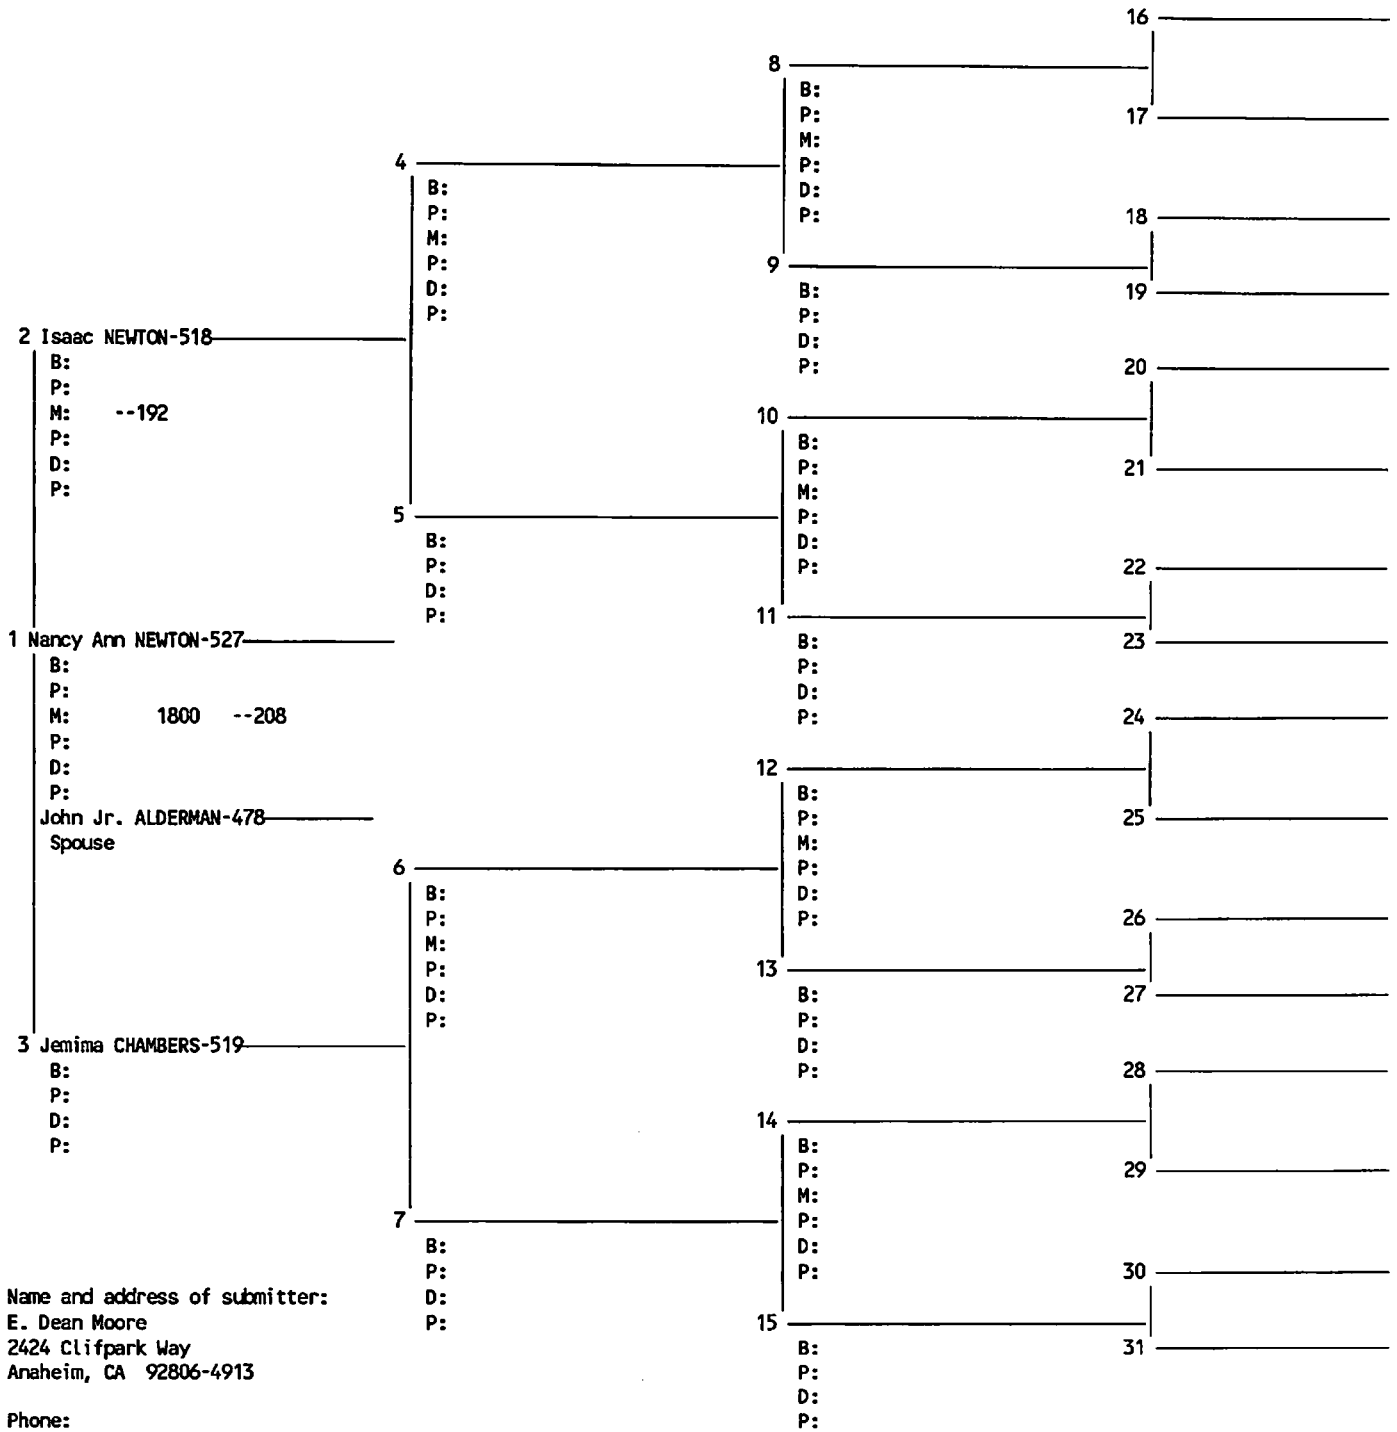 16
8
B:
P:
17
M:
4
P:
B:
D:
P:
P:
18
M:
9
P:
B:
19
D:
P:
P:
D:
2 Isaac NEWTON-518
P:
20
B:
P:
M: --192
10
P:
B:
D:
P:
21
P:
M:
5
P:
B:
D:
P:
P:
22
D:
P:
11
1 Nancy Ann NEWTON-527
B:
23
B:
P:
P:
D:
M: 1800 --208
P:
24
P:
D:
12
P:
B:
John Jr. ALDERMAN-478
P:
25
Spouse
M:
6
P:
B:
D:
P:
P:
26
M:
P:
13
D:
B:
27
P:
P:
3 Jemima CHAMBERS-519
D:
B:
P:
28
P:
D:
14
P:
B:
P:
29
M:
7
P:
B:
D:
P:
P:
30
Name and address of submitter:
D:
E. Dean Moore
P:
15
2424 Clifpark Way
B:
31
Anaheim, CA 92806-4913
P:
D:
Phone:
P: